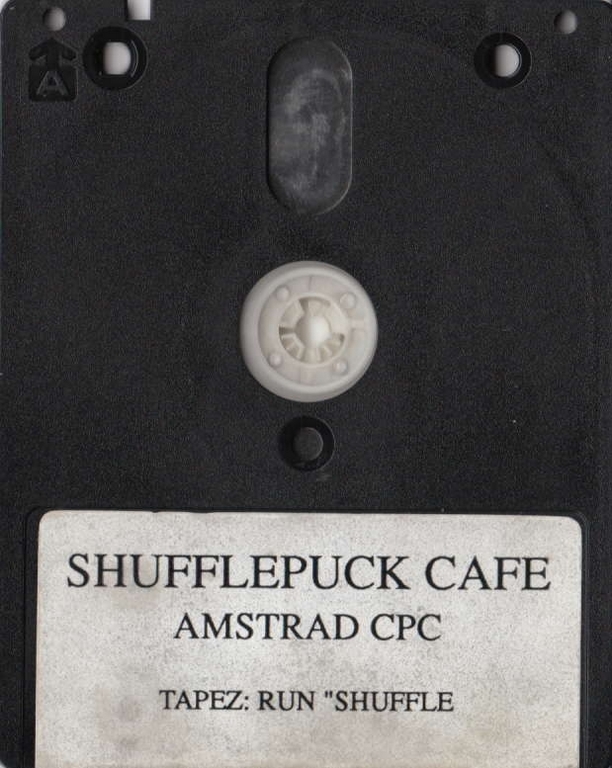 A
SHUFFLEPUCK CAFE
AMSTRAD CPC
TAPEZ: RUN "SHUFFLE